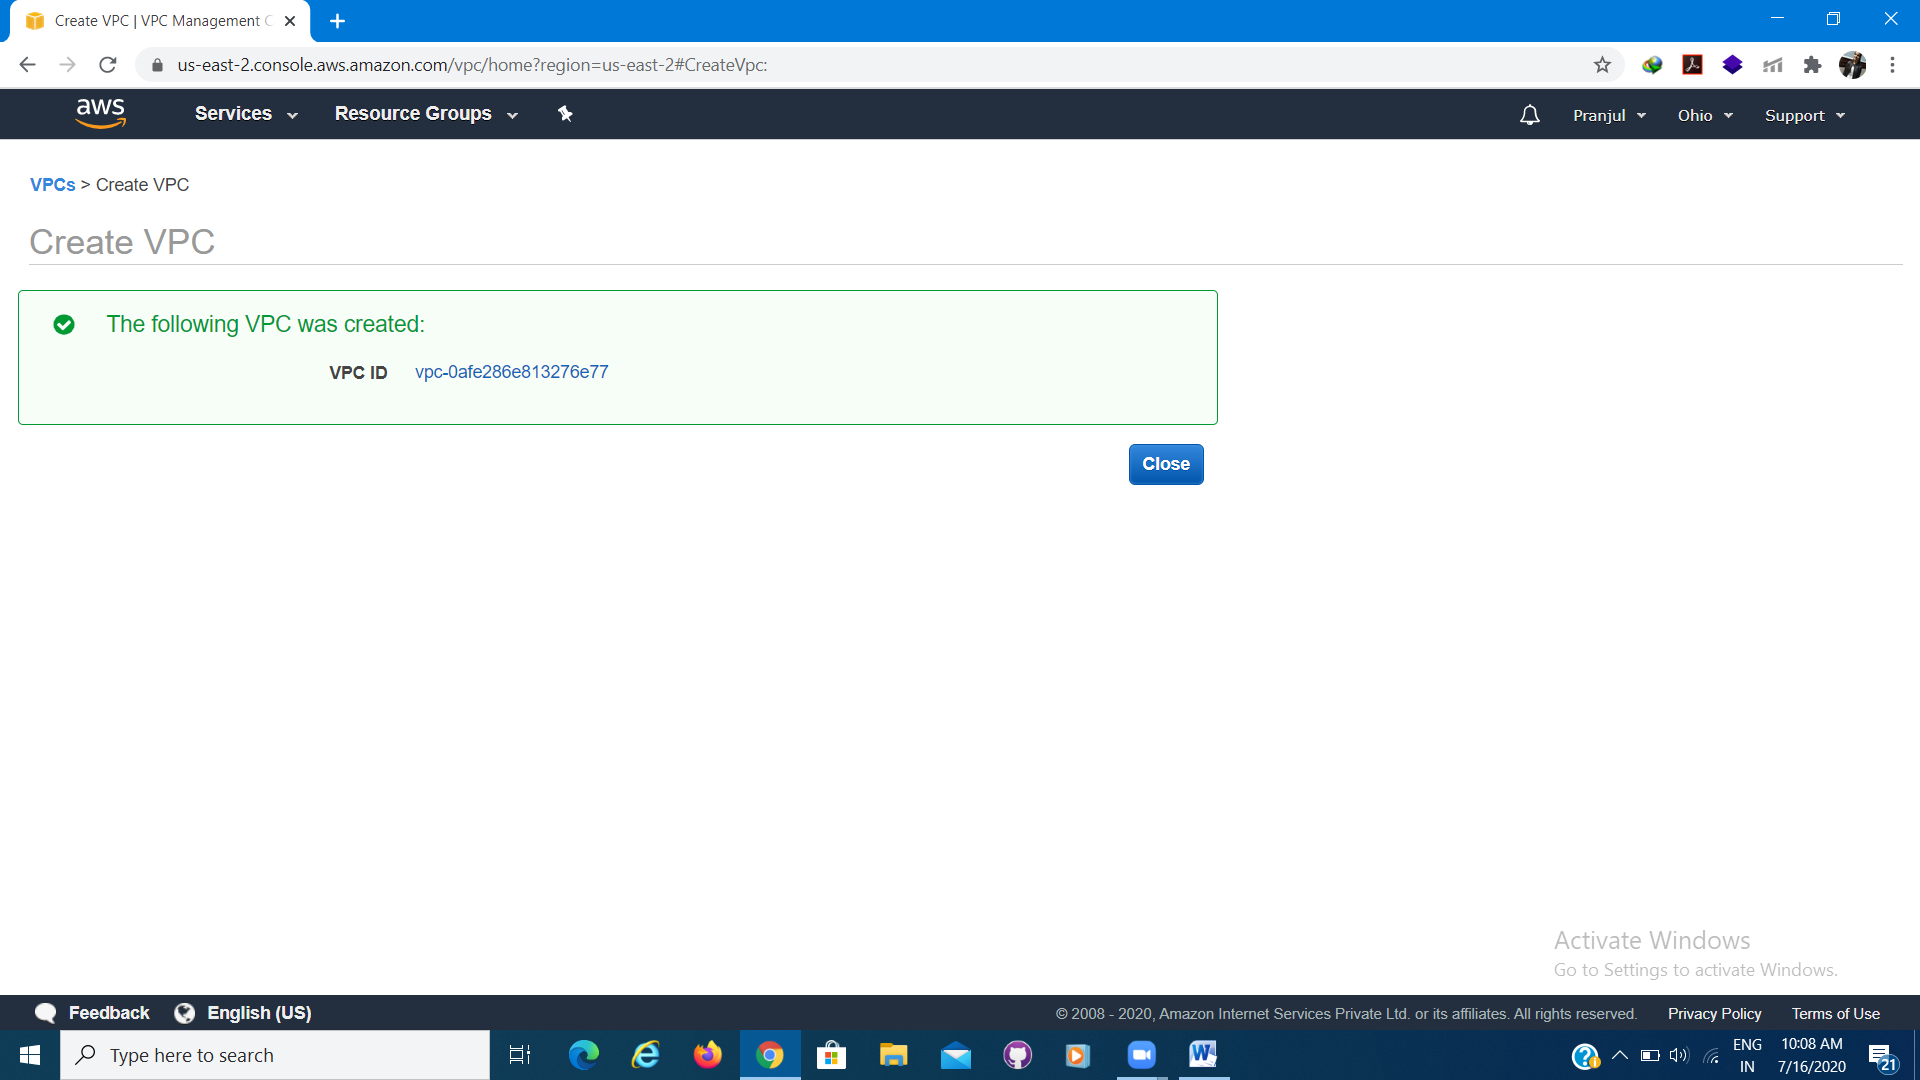 Create VPC | VPC Management C
us-east-2.console.aws.amazon.com/vpc/home?region=us-east-2#CreateVpc:
aws Services Resource Groups Pranjul Ohio Support
VPCs > Create VPC
Create VPC
The following VPC was created:
VPC ID vpc-0afe286e813276e77
Close
Activate Windows
Go to Settings to activate Windows.
Feedback English (US) © 2008 - 2020, Amazon Internet Services Private Ltd. or its affiliates. All rights reserved. Privacy Policy Terms of Use
Type here to search
ENG
IN
10:08 AM
7/16/2020
21